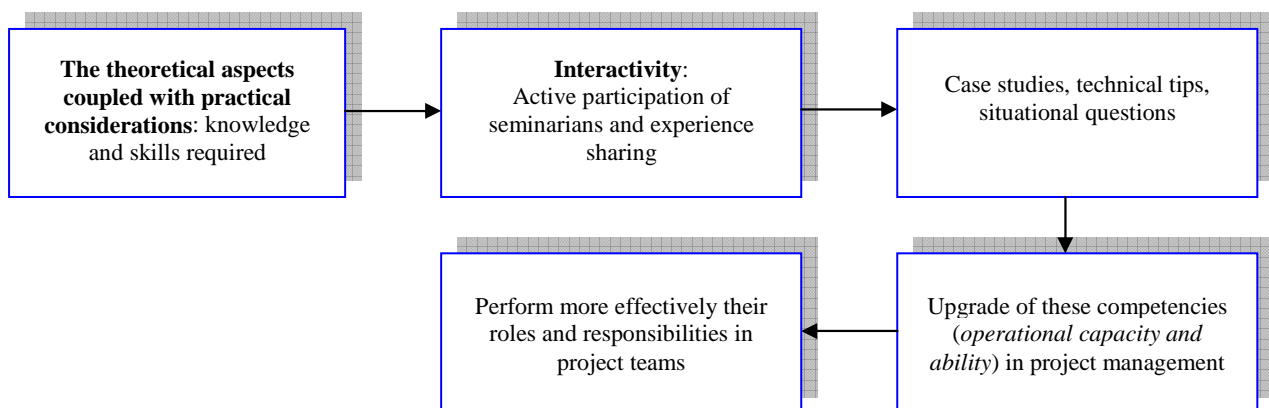 The theoretical aspects
coupled with practical
considerations: knowledge
and skills required
Interactivity:
Active participation of
seminarians and experience
sharing
Case studies, technical tips,
situational questions
Upgrade of these competencies
(operational capacity and
ability) in project management
Perform more effectively their
roles and responsibilities in
project teams